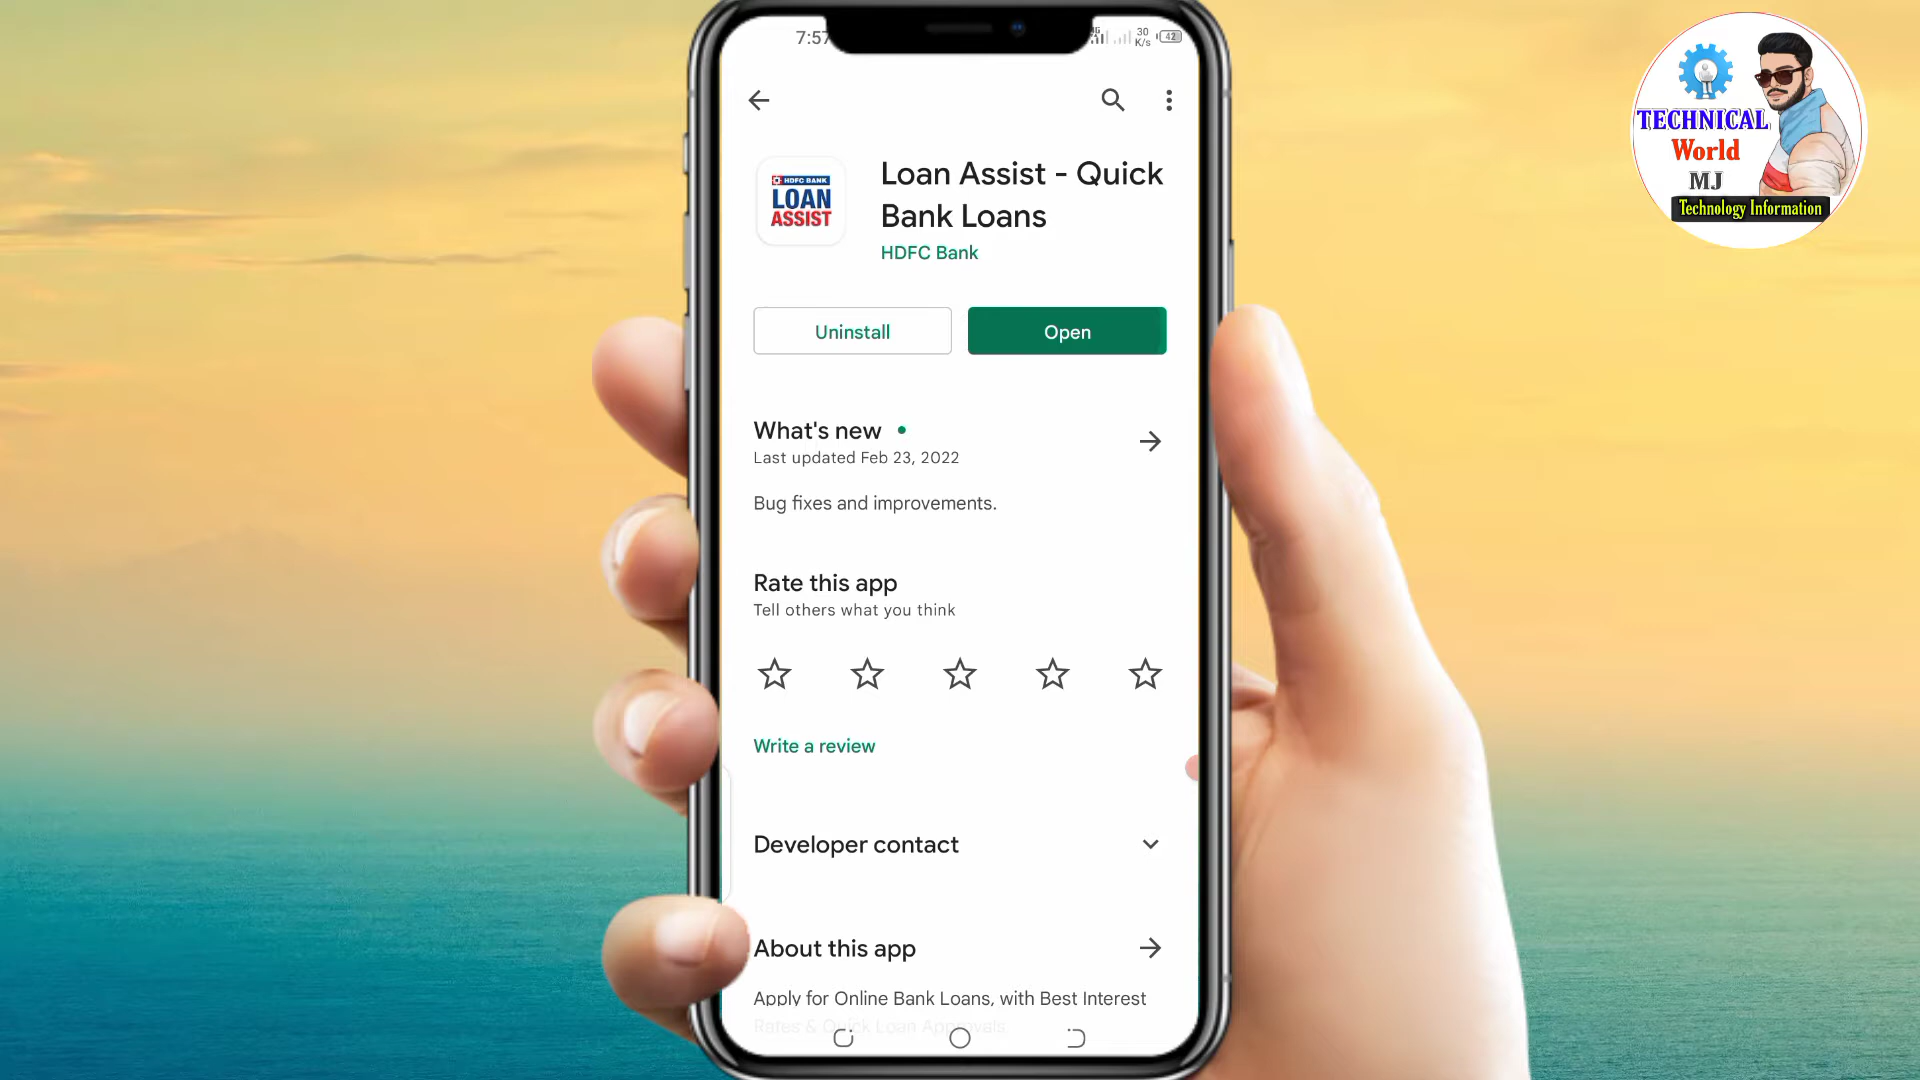 7:57
30
K/s
42
Loan Assist - Quick
Bank Loans
HDFC Bank
HDFC BANK
LOAN
ASSIST
Uninstall
Open
What's new
Last updated Feb 23, 2022
Bug fixes and improvements.
Rate this app
Tell others what you think
Write a review
Developer contact
About this app
Apply for Online Bank Loans, with Best Interest
Rates & Quick Loan Approvals
TECHNICAL
World
MJ
Technology Information